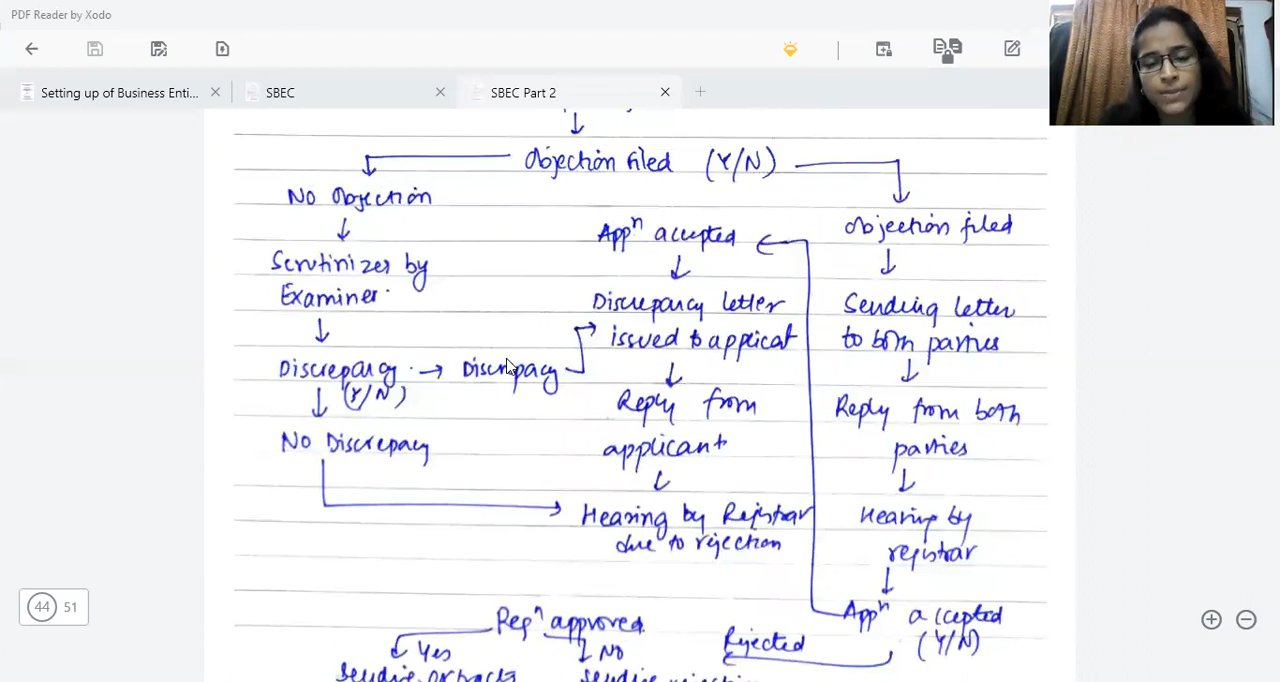 PDF Reader by Xodo
Setting up of Business Enti...
SBEC
SBEC Part 2
Objection filed (Y/N)
No Objection
Objection filed
Appⁿ accepted
Scrutinizes by
Examiner
Discrepancy letter
issued to applicat
Sending letter
to both parties
Discrepancy → Discrepacy
(Y/N)
Reply from
applicant
Reply from both
parties
No Discrepacy
Hearing by Registrar
due to rejection
Hearing by
registrar
Appⁿ accepted
(Y/N)
Regⁿ approved
Rejected
Yes
No
44 51